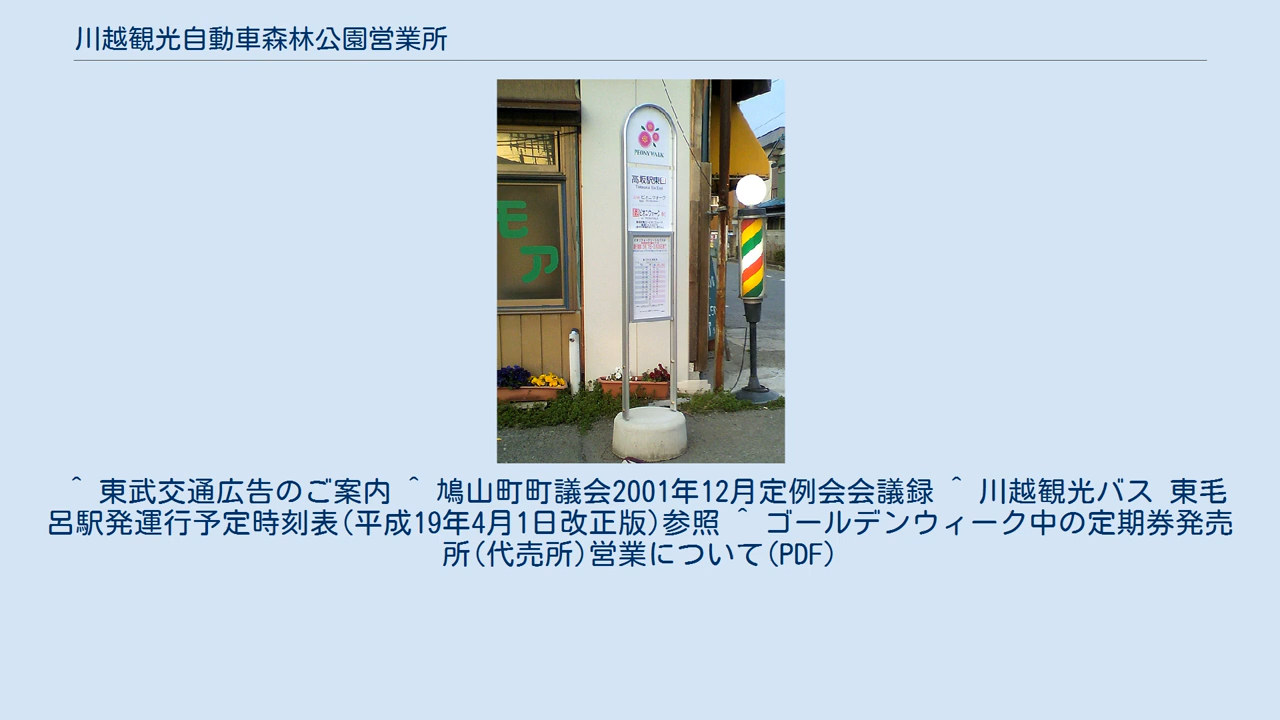 川越観光自動車森林公園営業所
PEONY WALK
高坂駅東口
モ
ア
^ 東武交通広告のご案内 ^ 鳩山町町議会2001年12月定例会会議録 ^ 川越観光バス 東毛
呂駅発運行予定時刻表(平成19年4月1日改正版)参照 ^ ゴールデンウィーク中の定期券発売
所(代売所)営業について(PDF)